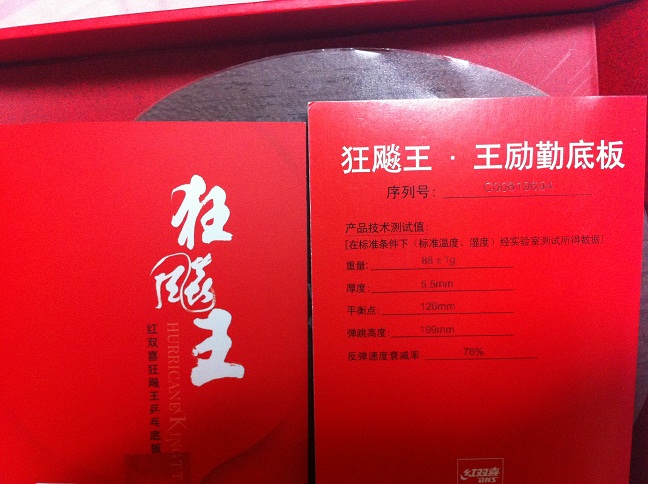 狂飚王
红双喜狂飚王乒乓底板
HURRICANE KING
狂飚王·王励勤底板
序列号：
产品技术测试值：
[在标准条件下（标准温度、湿度）经实验室测试所得数据]
重量：88±1g
厚度：5.5mm
平衡点：126mm
弹跳高度：199mm
反弹速度衰减率：76%
红双喜
DHS